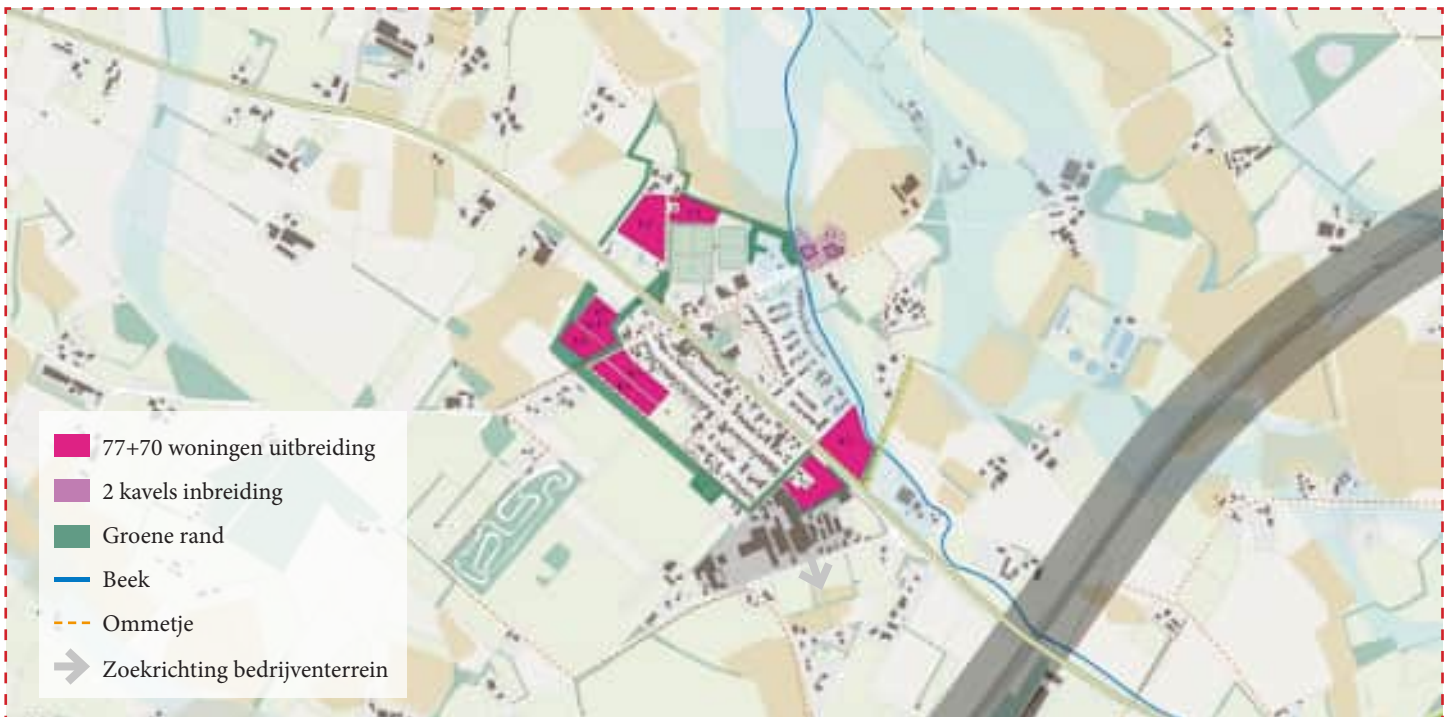 77+70 woningen uitbreiding
2 kavels inbreiding
Groene rand
Beek
Ommetje
Zoekrichting bedrijventerrein